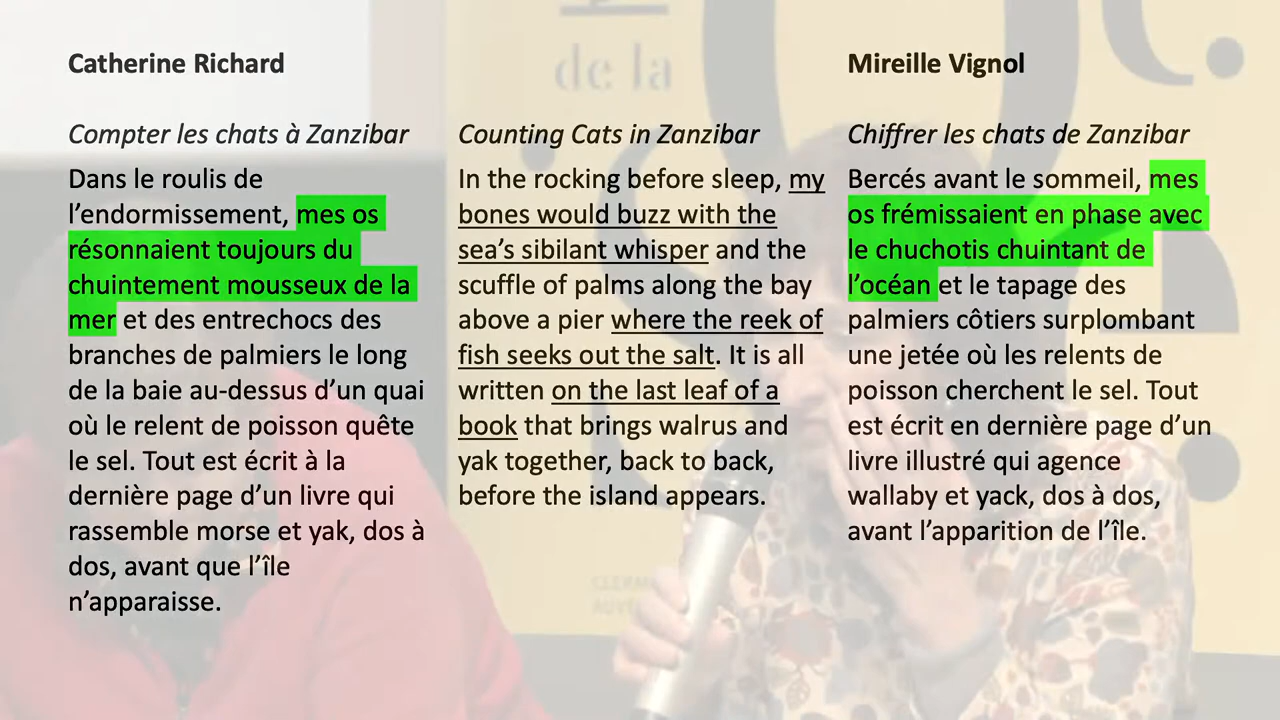 de la
Catherine Richard
Compter les chats à Zanzibar
Dans le roulis de
l’endormissement, mes os
résonnaient toujours du
chuintement mousseux de la
mer et des entrechocs des
branches de palmiers le long
de la baie au-dessus d’un quai
où le relent de poisson quête
le sel. Tout est écrit à la
dernière page d’un livre qui
rassemble morse et yak, dos à
dos, avant que l’île
n’apparaisse.
Counting Cats in Zanzibar
In the rocking before sleep, my
bones would buzz with the
sea’s sibilant whisper and the
scuffle of palms along the bay
above a pier where the reek of
fish seeks out the salt. It is all
written on the last leaf of a
book that brings walrus and
yak together, back to back,
before the island appears.
Mireille Vignol
Chiffrer les chats de Zanzibar
Bercés avant le sommeil, mes
os frémissaient en phase avec
le chuchotis chuintant de
l’océan et le tapage des
palmiers côtiers surplombant
une jetée où les relents de
poisson cherchent le sel. Tout
est écrit en dernière page d’un
livre illustré qui agence
wallaby et yack, dos à dos,
avant l’apparition de l’île.